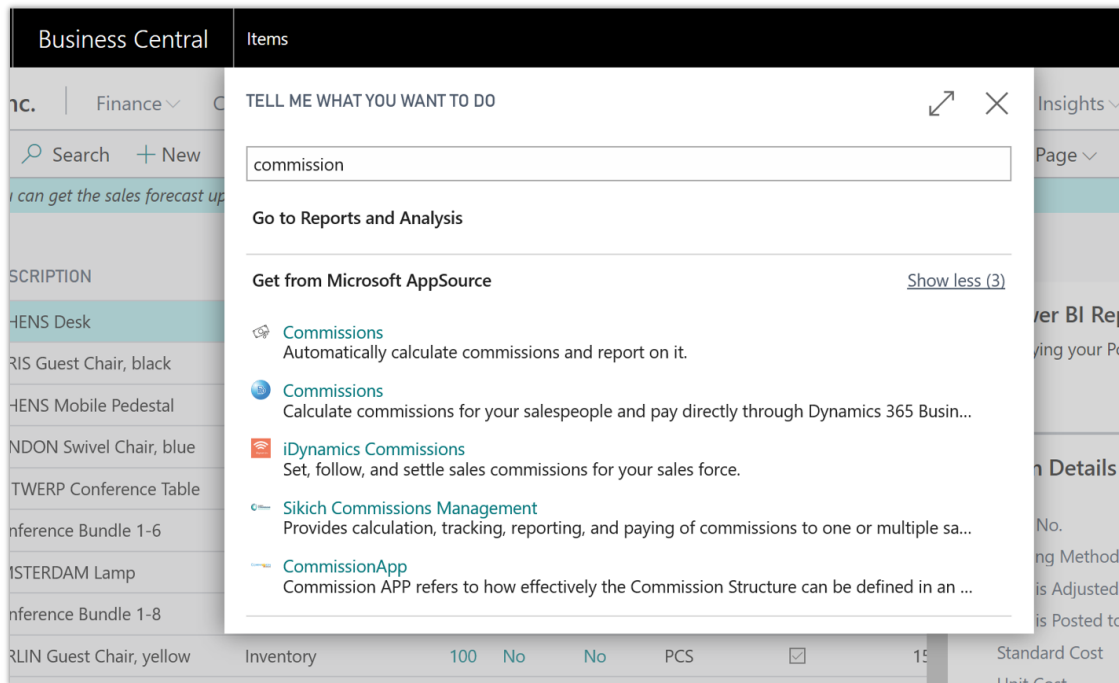 Business Central Items
nc. Finance C Insights
Search New Page
can get the sales forecast up
TELL ME WHAT YOU WANT TO DO
commission
Go to Reports and Analysis
Get from Microsoft AppSource Show less (3)
Commissions
Automatically calculate commissions and report on it.
Commissions
Calculate commissions for your salespeople and pay directly through Dynamics 365 Busin...
iDynamics Commissions
Set, follow, and settle sales commissions for your sales force.
Sikich Commissions Management
Provides calculation, tracking, reporting, and paying of commissions to one or multiple sa...
CommissionApp
Commission APP refers to how effectively the Commission Structure can be defined in an ...
SCRIPTION
HENS Desk
RIS Guest Chair, black
HENS Mobile Pedestal
NDON Swivel Chair, blue
TWERP Conference Table
nference Bundle 1-6
MSTERDAM Lamp
nference Bundle 1-8
RLIN Guest Chair, yellow Inventory 100 No No PCS 15
ver BI Rep
ying your Po
n Details
No.
ng Method
is Adjusted
is Posted to
Standard Cost
Unit Cost